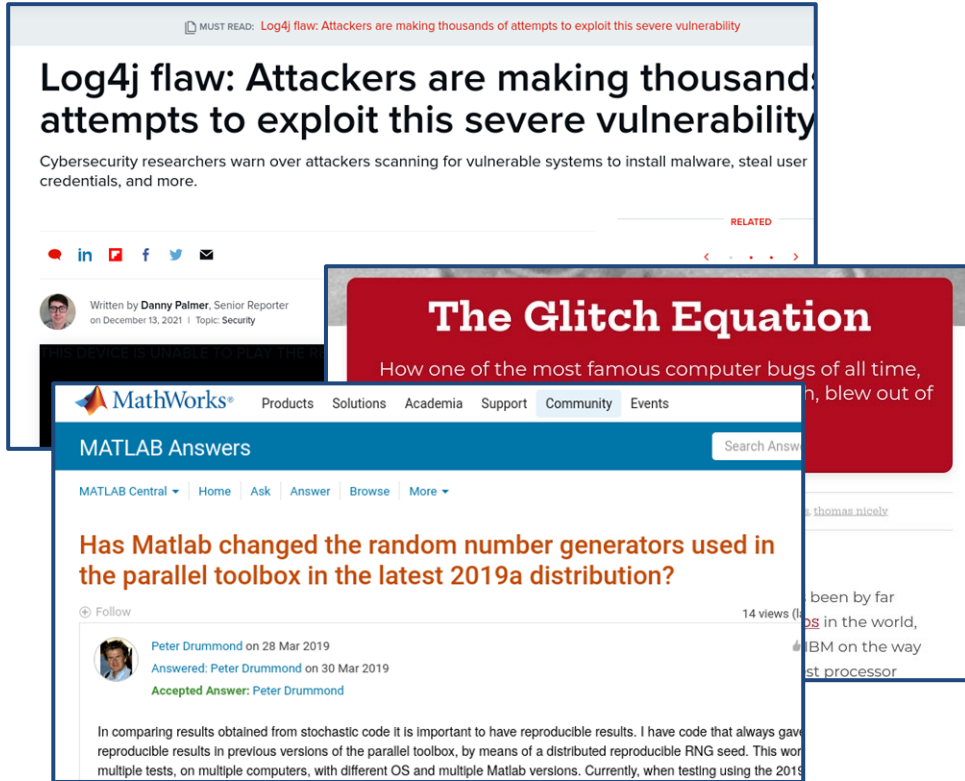 MUST READ: Log4j flaw: Attackers are making thousands of attempts to exploit this severe vulnerability
Log4j flaw: Attackers are making thousands
attempts to exploit this severe vulnerability
Cybersecurity researchers warn over attackers scanning for vulnerable systems to install malware, steal user
credentials, and more.
RELATED
Written by Danny Palmer, Senior Reporter
on December 13, 2021 | Topic: Security
THIS DEVICE IS UNABLE TO PLAY THE RE
The Glitch Equation
How one of the most famous computer bugs of all time,
h, blew out of
thomas nicely
been by far
in the world,
IBM on the way
st processor
MathWorks®
Products Solutions Academia Support Community Events
MATLAB Answers
Search Answ
MATLAB Central Home Ask Answer Browse More
Has Matlab changed the random number generators used in
the parallel toolbox in the latest 2019a distribution?
Follow
14 views (la
Peter Drummond on 28 Mar 2019
Answered: Peter Drummond on 30 Mar 2019
Accepted Answer: Peter Drummond
In comparing results obtained from stochastic code it is important to have reproducible results. I have code that always gave
reproducible results in previous versions of the parallel toolbox, by means of a distributed reproducible RNG seed. This wor
multiple tests, on multiple computers, with different OS and multiple Matlab versions. Currently, when testing using the 2019